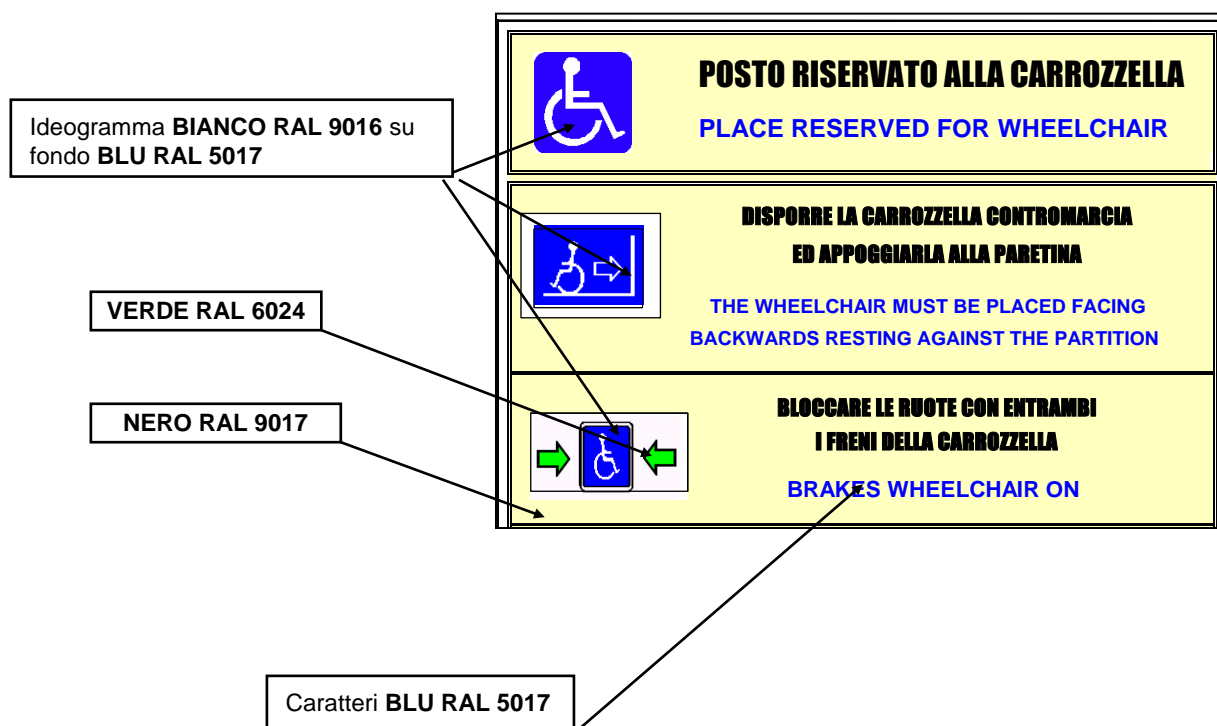 POSTO RISERVATO ALLA CARROZZELLA
PLACE RESERVED FOR WHEELCHAIR
Ideogramma BIANCO RAL 9016 su
fondo BLU RAL 5017
DISPORRE LA CARROZZELLA CONTROMARCIA
ED APPOGGIARLA ALLA PARETINA
THE WHEELCHAIR MUST BE PLACED FACING
BACKWARDS RESTING AGAINST THE PARTITION
VERDE RAL 6024
NERO RAL 9017
BLOCCARE LE RUOTE CON ENTRAMBI
I FRENI DELLA CARROZZELLA
BRAKES WHEELCHAIR ON
Caratteri BLU RAL 5017